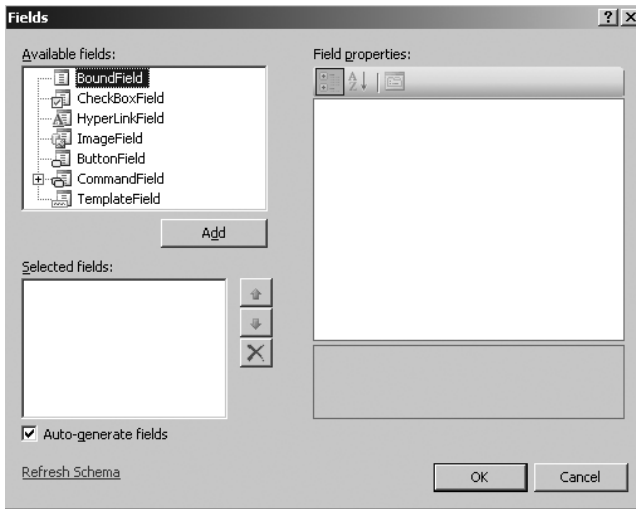 Fields
Available fields:
BoundField
CheckBoxField
HyperLinkField
ImageField
ButtonField
CommandField
TemplateField
Add
Selected fields:
Auto-generate fields
Refresh Schema
Field properties:
OK
Cancel